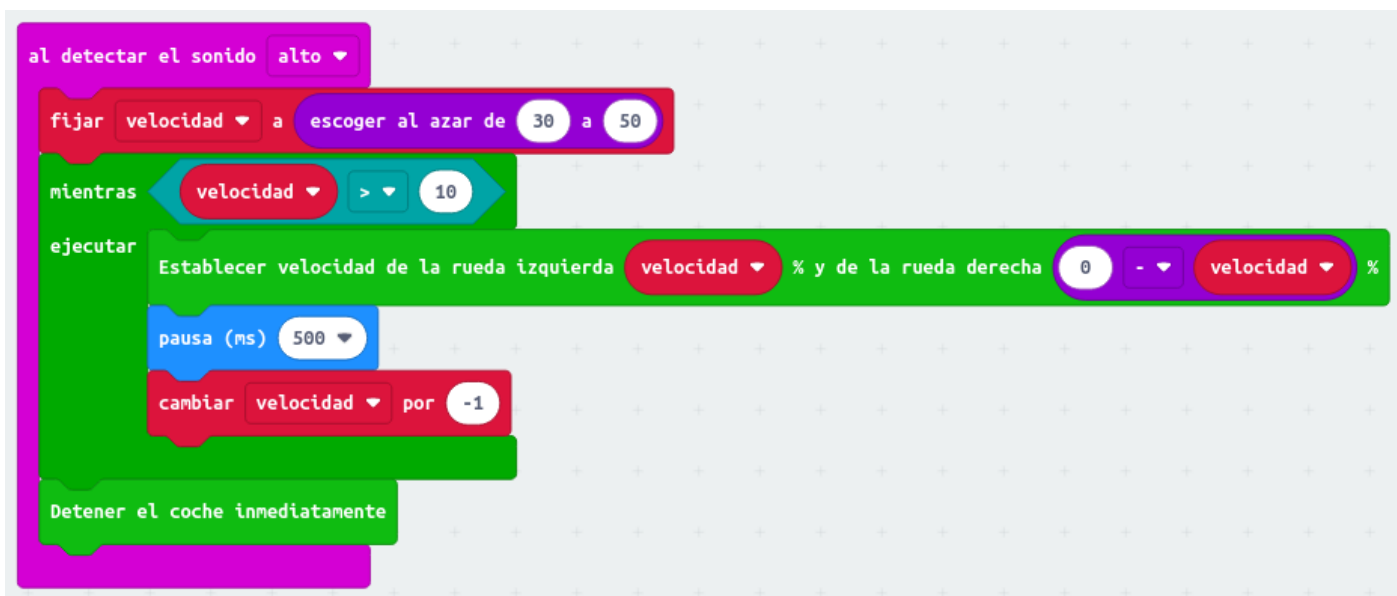 al detectar el sonido alto
fijar velocidad a escoger al azar de 30 a 50
mientras velocidad > 10
ejecutar
Establecer velocidad de la rueda izquierda velocidad % y de la rueda derecha 0 - velocidad %
pausa (ms) 500
cambiar velocidad por -1
Detener el coche inmediatamente